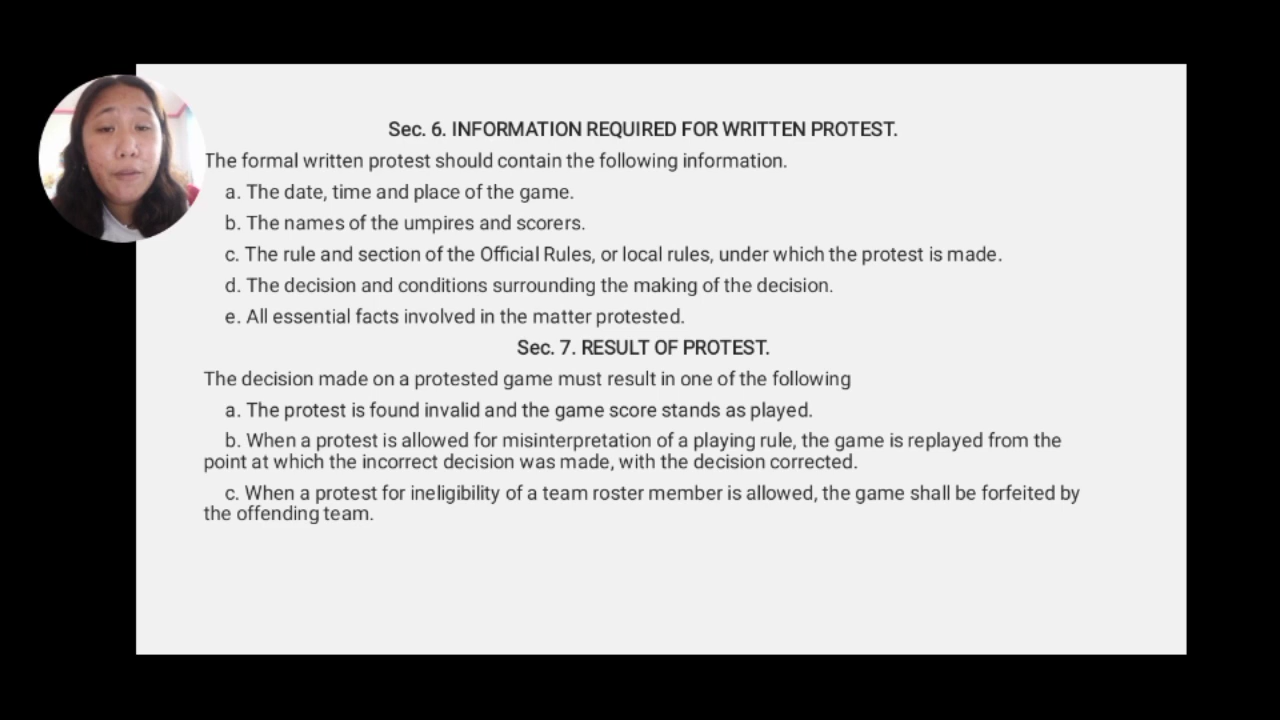 Sec. 6. INFORMATION REQUIRED FOR WRITTEN PROTEST.
The formal written protest should contain the following information.
a. The date, time and place of the game.
b. The names of the umpires and scorers.
c. The rule and section of the Official Rules, or local rules, under which the protest is made.
d. The decision and conditions surrounding the making of the decision.
e. All essential facts involved in the matter protested.
Sec. 7. RESULT OF PROTEST.
The decision made on a protested game must result in one of the following
a. The protest is found invalid and the game score stands as played.
b. When a protest is allowed for misinterpretation of a playing rule, the game is replayed from the
point at which the incorrect decision was made, with the decision corrected.
c. When a protest for ineligibility of a team roster member is allowed, the game shall be forfeited by
the offending team.